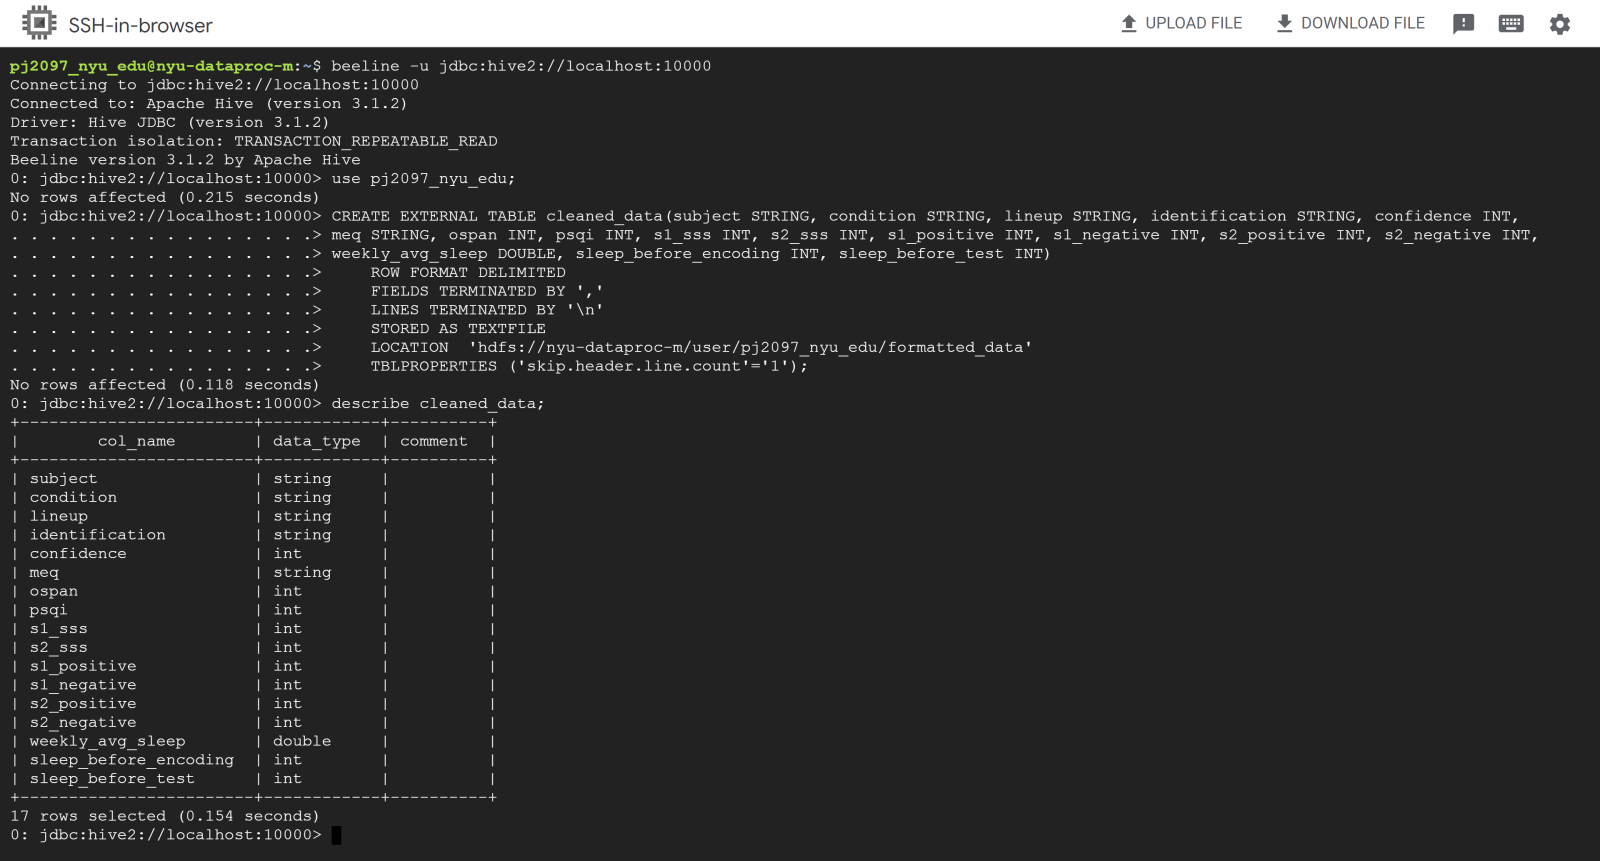 SSH-in-browser
UPLOAD FILE
DOWNLOAD FILE
pj2097_nyu_edu@nyu-dataproc-m:~$ beeline -u jdbc:hive2://localhost:10000
Connecting to jdbc:hive2://localhost:10000
Connected to: Apache Hive (version 3.1.2)
Driver: Hive JDBC (version 3.1.2)
Transaction isolation: TRANSACTION_REPEATABLE_READ
Beeline version 3.1.2 by Apache Hive
0: jdbc:hive2://localhost:10000> use pj2097_nyu_edu;
No rows affected (0.215 seconds)
0: jdbc:hive2://localhost:10000> CREATE EXTERNAL TABLE cleaned_data(subject STRING, condition STRING, lineup STRING, identification STRING, confidence INT,
. . . . . . . . . . . . . . . .> meq STRING, ospan INT, psqi INT, s1_sss INT, s2_sss INT, s1_positive INT, s1_negative INT, s2_positive INT, s2_negative INT,
. . . . . . . . . . . . . . . .> weekly_avg_sleep DOUBLE, sleep_before_encoding INT, sleep_before_test INT)
. . . . . . . . . . . . . . . .>     ROW FORMAT DELIMITED
. . . . . . . . . . . . . . . .>     FIELDS TERMINATED BY ','
. . . . . . . . . . . . . . . .>     LINES TERMINATED BY '\n'
. . . . . . . . . . . . . . . .>     STORED AS TEXTFILE
. . . . . . . . . . . . . . . .>     LOCATION  'hdfs://nyu-dataproc-m/user/pj2097_nyu_edu/formatted_data'
. . . . . . . . . . . . . . . .>     TBLPROPERTIES ('skip.header.line.count'='1');
No rows affected (0.118 seconds)
0: jdbc:hive2://localhost:10000> describe cleaned_data;
+------------------------+------------+----------+
|        col_name        | data_type  | comment  |
+------------------------+------------+----------+
| subject                | string     |          |
| condition              | string     |          |
| lineup                 | string     |          |
| identification         | string     |          |
| confidence             | int        |          |
| meq                    | string     |          |
| ospan                  | int        |          |
| psqi                   | int        |          |
| s1_sss                 | int        |          |
| s2_sss                 | int        |          |
| s1_positive            | int        |          |
| s1_negative            | int        |          |
| s2_positive            | int        |          |
| s2_negative            | int        |          |
| weekly_avg_sleep       | double     |          |
| sleep_before_encoding  | int        |          |
| sleep_before_test      | int        |          |
+------------------------+------------+----------+
17 rows selected (0.154 seconds)
0: jdbc:hive2://localhost:10000>